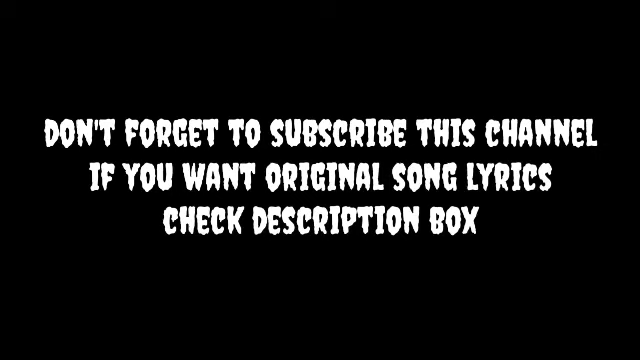 DON'T FORGET TO SUBSCRIBE THIS CHANNEL
IF YOU WANT ORIGINAL SONG LYRICS
CHECK DESCRIPTION BOX